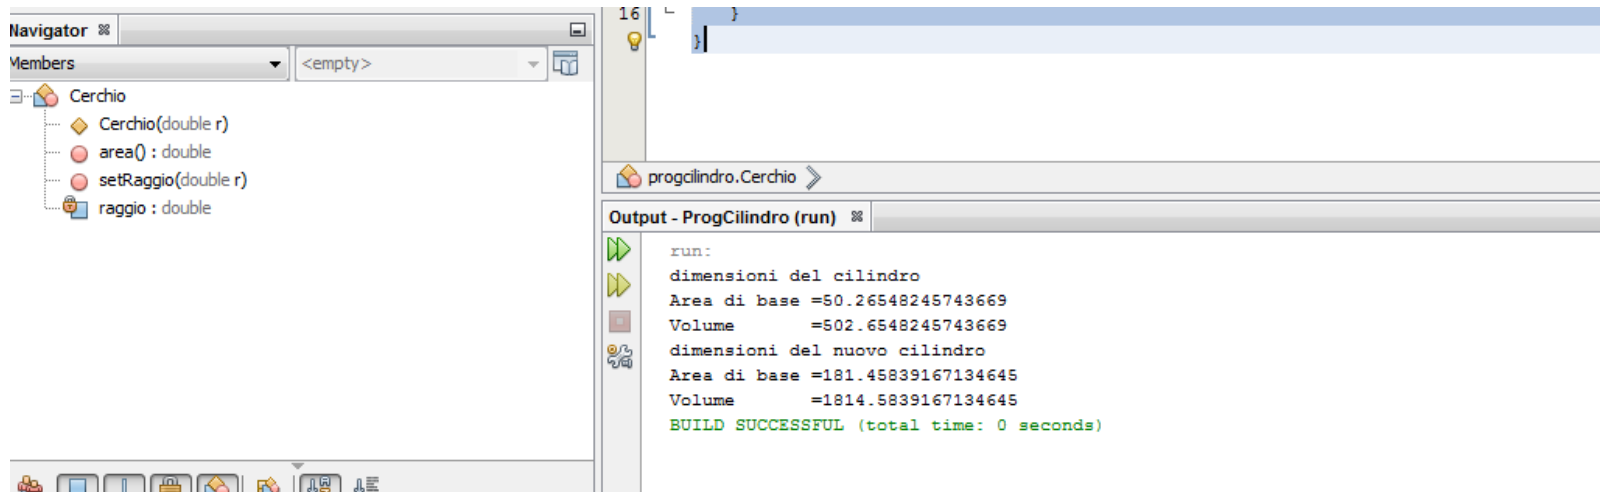 Navigator
Members
<empty>
Cerchio
Cerchio(double r)
area() : double
setRaggio(double r)
raggio : double
16 }
}
progcilindro.Cerchio
Output - ProgCilindro (run)
run:
dimensioni del cilindro
Area di base =50.26548245743669
Volume =502.6548245743669
dimensioni del nuovo cilindro
Area di base =181.45839167134645
Volume =1814.5839167134645
BUILD SUCCESSFUL (total time: 0 seconds)